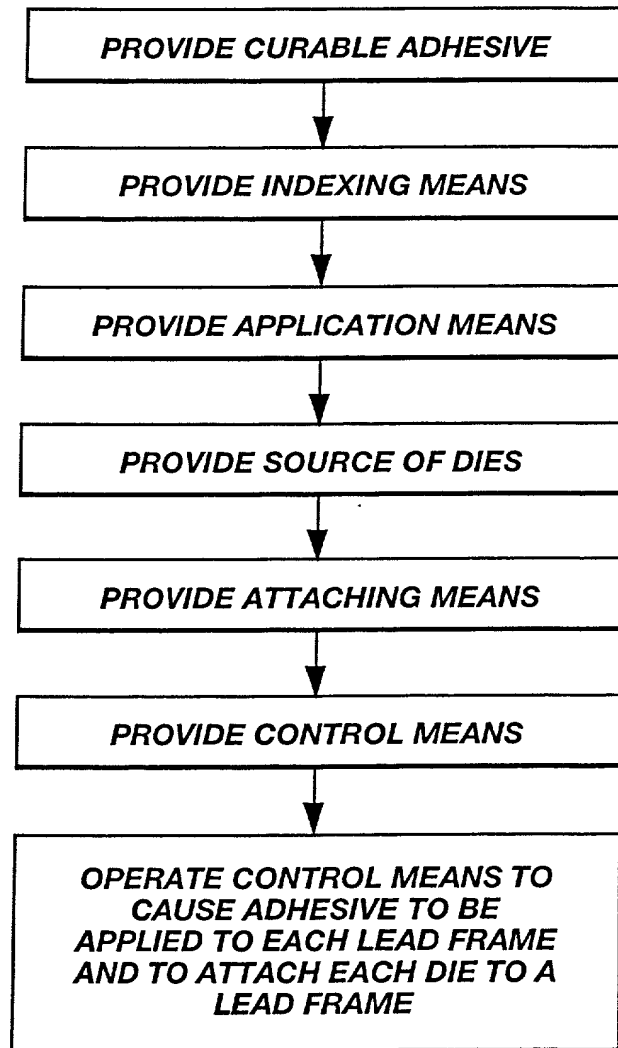 PROVIDE CURABLE ADHESIVE
PROVIDE INDEXING MEANS
PROVIDE APPLICATION MEANS
PROVIDE SOURCE OF DIES
PROVIDE ATTACHING MEANS
PROVIDE CONTROL MEANS
OPERATE CONTROL MEANS TO
CAUSE ADHESIVE TO BE
APPLIED TO EACH LEAD FRAME
AND TO ATTACH EACH DIE TO A
LEAD FRAME